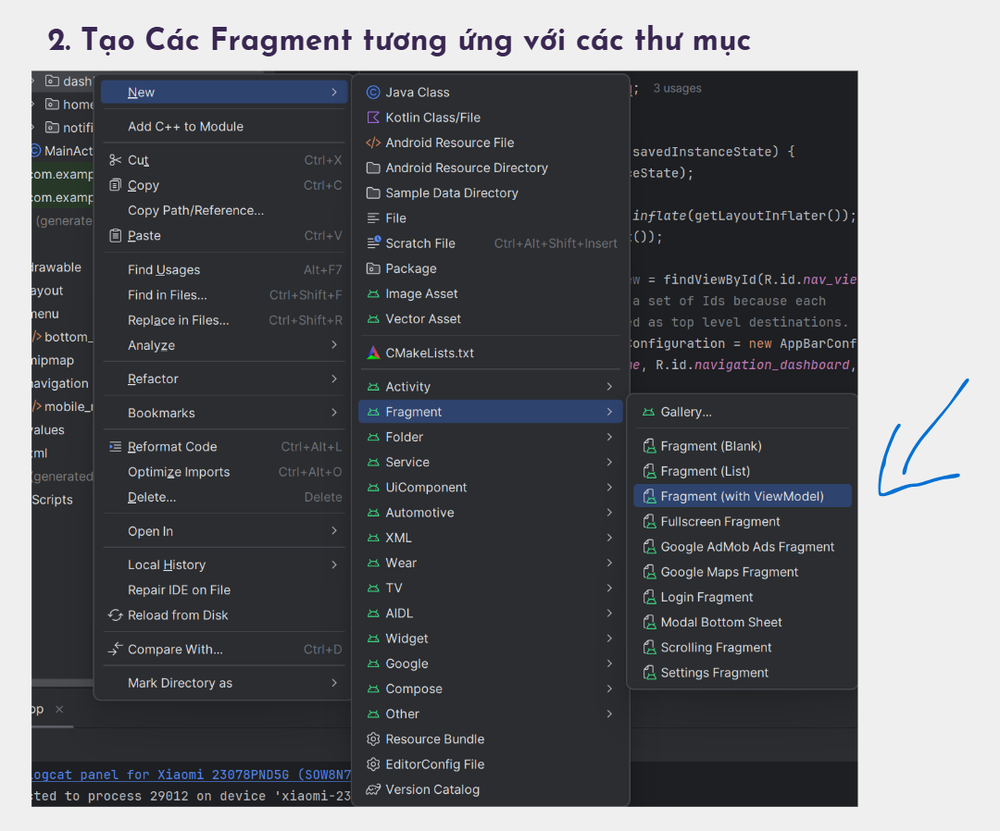 2. Tạo Các Fragment tương ứng với các thư mục
dash
home
notifi
MainAct
com.examp
com.examp
(generate
drawable
layout
menu
bottom_
mipmap
navigation
mobile_n
values
xml
(generated
Scripts
New
Add C++ to Module
Cut Ctrl+X
Copy Ctrl+C
Copy Path/Reference...
Paste Ctrl+V
Find Usages Alt+F7
Find in Files... Ctrl+Shift+F
Replace in Files... Ctrl+Shift+R
Analyze
Refactor
Bookmarks
Reformat Code Ctrl+Alt+L
Optimize Imports Ctrl+Alt+O
Delete... Delete
Open In
Local History
Repair IDE on File
Reload from Disk
Compare With... Ctrl+D
Mark Directory as
Java Class
Kotlin Class/File
Android Resource File
Android Resource Directory
Sample Data Directory
File
Scratch File Ctrl+Alt+Shift+Insert
Package
Image Asset
Vector Asset
CMakeLists.txt
Activity
Fragment
Folder
Service
UiComponent
Automotive
XML
Wear
TV
AIDL
Widget
Google
Compose
Other
Resource Bundle
EditorConfig File
Version Catalog
; 3 usages
savedInstanceState) {
eState);
inflate(getLayoutInflater());
());
ew = findViewById(R.id.nav_vie
a set of Ids because each
ed as top level destinations.
Configuration = new AppBarConf
me, R.id.navigation_dashboard,
Gallery...
Fragment (Blank)
Fragment (List)
Fragment (with ViewModel)
Fullscreen Fragment
Google AdMob Ads Fragment
Google Maps Fragment
Login Fragment
Modal Bottom Sheet
Scrolling Fragment
Settings Fragment
pp
logcat panel for Xiaomi 23078PND5G (SOW8N7
cted to process 29012 on device 'xiaomi-23